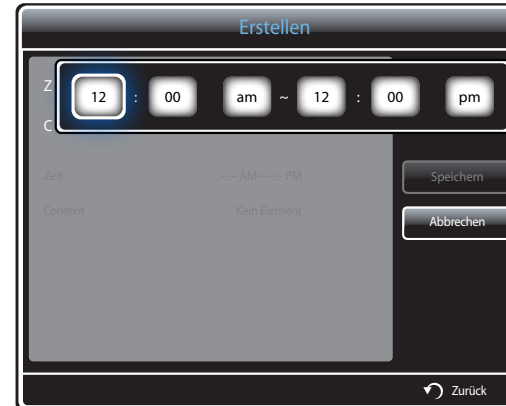 Erstellen
Z
12 : 00 am ~ 12 : 00 pm
C
Zeit --:-- AM~ --:-- PM
Speichern
Content Kein Element
Abbrechen
Zurück